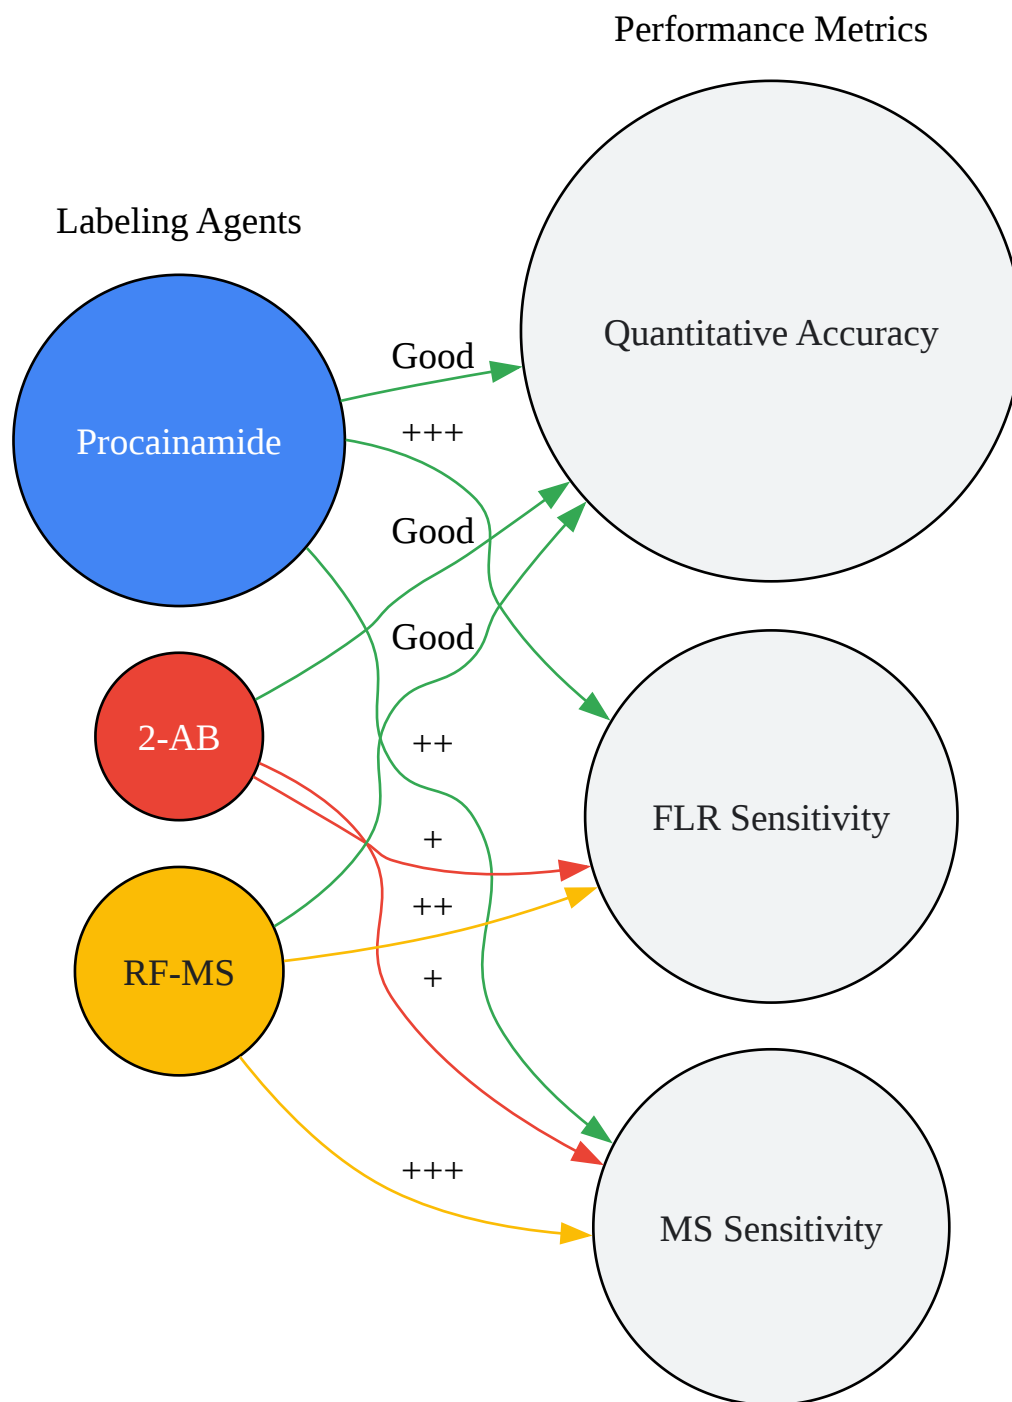 Performance Metrics
Labeling Agents
Quantitative Accuracy
Good
Procainamide
+++
Good
Good
2-AB
++
FLR Sensitivity
+
++
RF-MS
+
+++
MS Sensitivity